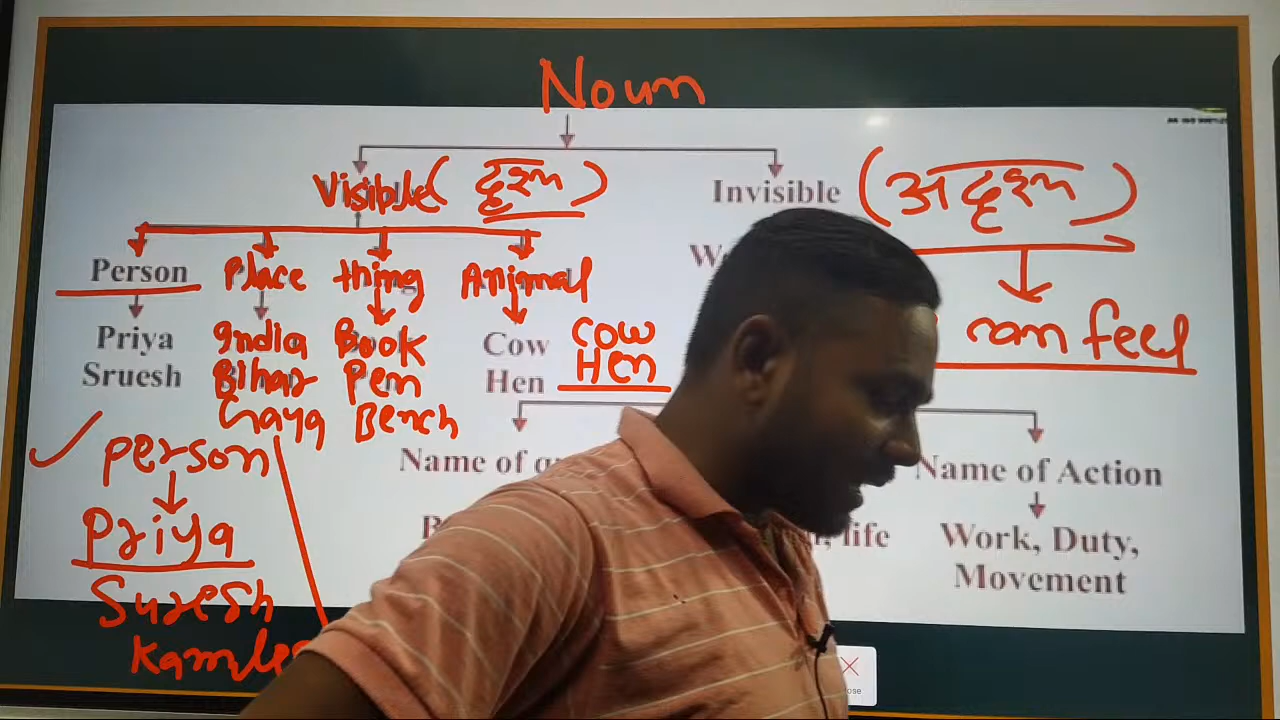 Noun
Visible (दृश्य) Invisible (अदृश्य)
Person Place thing Animal
Priya India Book Cow Cow can feel
Sruesh Bihar Pen Hen Hen
Gaya Bench
person Name of Name of Action
Priya life Work, Duty,
Suresh Movement